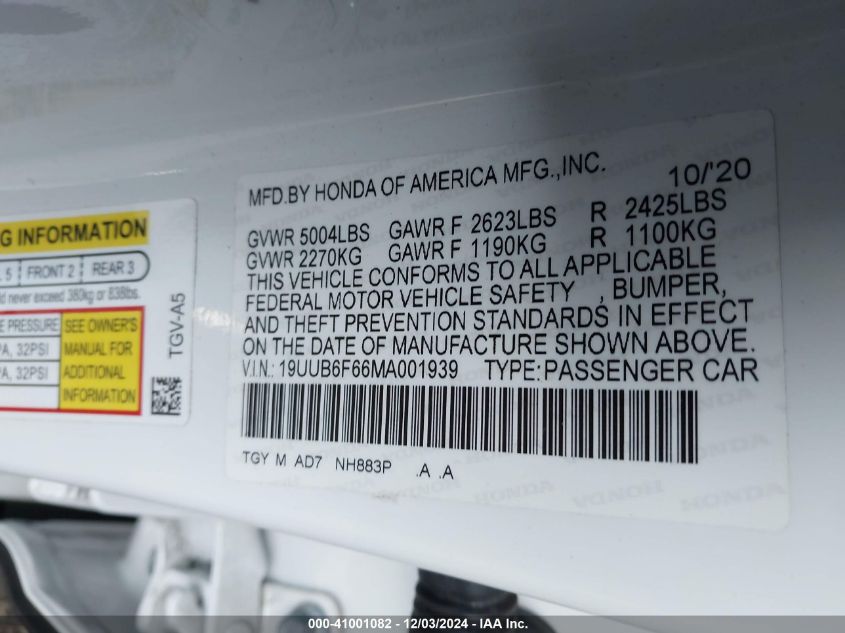 G INFORMATION
5 FRONT 2 REAR 3
ld never exceed 380kg or 838lbs.
E PRESSURE
PA, 32PSI
PA, 32PSI
SEE OWNER'S
MANUAL FOR
ADDITIONAL
INFORMATION
TGV-A5
MFD.BY HONDA OF AMERICA MFG.,INC. 10/'20
GVWR 5004LBS GAWR F 2623LBS R 2425LBS
GVWR 2270KG GAWR F 1190KG R 1100KG
THIS VEHICLE CONFORMS TO ALL APPLICABLE
FEDERAL MOTOR VEHICLE SAFETY , BUMPER,
AND THEFT PREVENTION STANDARDS IN EFFECT
ON THE DATE OF MANUFACTURE SHOWN ABOVE.
V.I.N.: 19UUB6F66MA001939 TYPE:PASSENGER CAR
TGY M AD7 NH883P .A .A
000-41001082 - 12/03/2024 - IAA Inc.